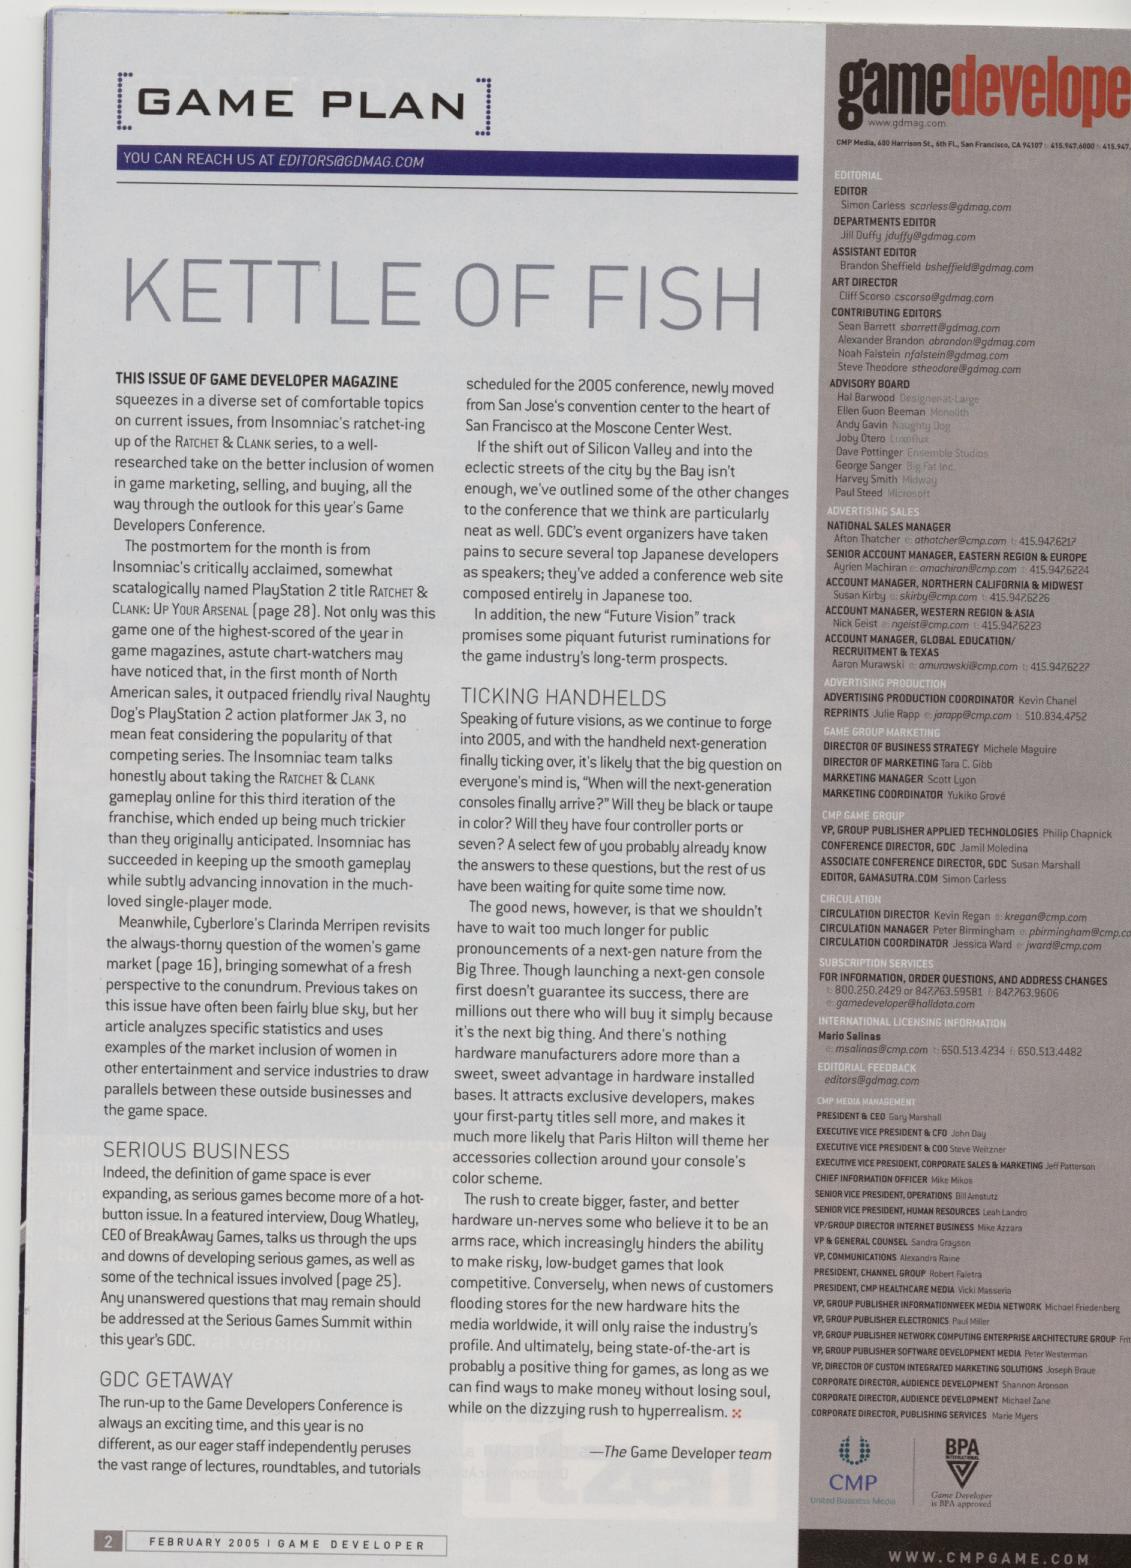 GAME PLAN
YOU CAN REACH US AT EDITORS@GDMAG.COM
KETTLE OF FISH
THIS ISSUE OF GAME DEVELOPER MAGAZINE
squeezes in a diverse set of comfortable topics
on current issues, from Insomniac's ratchet-ing
up of the RATCHET & CLANK series, to a well-
researched take on the better inclusion of women
in game marketing, selling, and buying, all the
way through the outlook for this year's Game
Developers Conference.
The postmortem for the month is from
Insomniac's critically acclaimed, somewhat
scatalogically named PlayStation 2 title RATCHET &
CLANK: UP YOUR ARSENAL (page 28). Not only was this
game one of the highest-scored of the year in
game magazines, astute chart-watchers may
have noticed that, in the first month of North
American sales, it outpaced friendly rival Naughty
Dog's PlayStation 2 action platformer JAK 3, no
mean feat considering the popularity of that
competing series. The Insomniac team talks
honestly about taking the RATCHET & CLANK
gameplay online for this third iteration of the
franchise, which ended up being much trickier
than they originally anticipated. Insomniac has
succeeded in keeping up the smooth gameplay
while subtly advancing innovation in the much-
loved single-player mode.
Meanwhile, Cyberlore's Clarinda Merripen revisits
the always-thorny question of the women's game
market (page 16), bringing somewhat of a fresh
perspective to the conundrum. Previous takes on
this issue have often been fairly blue sky, but her
article analyzes specific statistics and uses
examples of the market inclusion of women in
other entertainment and service industries to draw
parallels between these outside businesses and
the game space.
SERIOUS BUSINESS
Indeed, the definition of game space is ever
expanding, as serious games become more of a hot-
button issue. In a featured interview, Doug Whatley,
CEO of BreakAway Games, talks us through the ups
and downs of developing serious games, as well as
some of the technical issues involved (page 25).
Any unanswered questions that may remain should
be addressed at the Serious Games Summit within
this year's GDC.
GDC GETAWAY
The run-up to the Game Developers Conference is
always an exciting time, and this year is no
different, as our eager staff independently peruses
the vast range of lectures, roundtables, and tutorials
scheduled for the 2005 conference, newly moved
from San Jose's convention center to the heart of
San Francisco at the Moscone Center West.
If the shift out of Silicon Valley and into the
eclectic streets of the city by the Bay isn't
enough, we've outlined some of the other changes
to the conference that we think are particularly
neat as well. GDC's event organizers have taken
pains to secure several top Japanese developers
as speakers; they've added a conference web site
composed entirely in Japanese too.
In addition, the new "Future Vision" track
promises some piquant futurist ruminations for
the game industry's long-term prospects.
TICKING HANDHELDS
Speaking of future visions, as we continue to forge
into 2005, and with the handheld next-generation
finally ticking over, it's likely that the big question on
everyone's mind is, "When will the next-generation
consoles finally arrive?" Will they be black or taupe
in color? Will they have four controller ports or
seven? A select few of you probably already know
the answers to these questions, but the rest of us
have been waiting for quite some time now.
The good news, however, is that we shouldn't
have to wait too much longer for public
pronouncements of a next-gen nature from the
Big Three. Though launching a next-gen console
first doesn't guarantee its success, there are
millions out there who will buy it simply because
it's the next big thing. And there's nothing
hardware manufacturers adore more than a
sweet, sweet advantage in hardware installed
bases. It attracts exclusive developers, makes
your first-party titles sell more, and makes it
much more likely that Paris Hilton will theme her
accessories collection around your console's
color scheme.
The rush to create bigger, faster, and better
hardware un-nerves some who believe it to be an
arms race, which increasingly hinders the ability
to make risky, low-budget games that look
competitive. Conversely, when news of customers
flooding stores for the new hardware hits the
media worldwide, it will only raise the industry's
profile. And ultimately, being state-of-the-art is
probably a positive thing for games, as long as we
can find ways to make money without losing soul,
while on the dizzying rush to hyperrealism.
—The Game Developer team
2 FEBRUARY 2005 | GAME DEVELOPER
gamedevelope
www.gdmag.com
CMP Media, 600 Harrison St., 6th Fl., San Francisco, CA 94107 t: 415.947.6000 f: 415.947.
EDITORIAL
EDITOR
Simon Carless scarless@gdmag.com
DEPARTMENTS EDITOR
Jill Duffy jduffy@gdmag.com
ASSISTANT EDITOR
Brandon Sheffield bsheffield@gdmag.com
ART DIRECTOR
Cliff Scorso cscorso@gdmag.com
CONTRIBUTING EDITORS
Sean Barrett sbarrett@gdmag.com
Alexander Brandon abrandon@gdmag.com
Noah Falstein nfalstein@gdmag.com
Steve Theodore stheodore@gdmag.com
ADVISORY BOARD
Hal Barwood Designer-at-Large
Ellen Guon Beeman Monolith
Andy Gavin Naughty Dog
Joby Otero Luxoflux
Dave Pottinger Ensemble Studios
George Sanger Big Fat Inc.
Harvey Smith Midway
Paul Steed Microsoft
ADVERTISING SALES
NATIONAL SALES MANAGER
Afton Thatcher e: athatcher@cmp.com t: 415.947.6217
SENIOR ACCOUNT MANAGER, EASTERN REGION & EUROPE
Ayrien Machiran e: amachiran@cmp.com t: 415.947.6224
ACCOUNT MANAGER, NORTHERN CALIFORNIA & MIDWEST
Susan Kirby e: skirby@cmp.com t: 415.947.6226
ACCOUNT MANAGER, WESTERN REGION & ASIA
Nick Geist e: ngeist@cmp.com t: 415.947.6223
ACCOUNT MANAGER, GLOBAL EDUCATION/
RECRUITMENT & TEXAS
Aaron Murawski e: amurawski@cmp.com t: 415.947.6227
ADVERTISING PRODUCTION
ADVERTISING PRODUCTION COORDINATOR Kevin Chanel
REPRINTS Julie Rapp e: jarapp@cmp.com t: 510.834.4752
GAME GROUP MARKETING
DIRECTOR OF BUSINESS STRATEGY Michele Maguire
DIRECTOR OF MARKETING Tara C. Gibb
MARKETING MANAGER Scott Lyon
MARKETING COORDINATOR Yukiko Grové
CMP GAME GROUP
VP, GROUP PUBLISHER APPLIED TECHNOLOGIES Philip Chapnick
CONFERENCE DIRECTOR, GDC Jamil Moledina
ASSOCIATE CONFERENCE DIRECTOR, GDC Susan Marshall
EDITOR, GAMASUTRA.COM Simon Carless
CIRCULATION
CIRCULATION DIRECTOR Kevin Regan e: kregan@cmp.com
CIRCULATION MANAGER Peter Birmingham e: pbirmingham@cmp.co
CIRCULATION COORDINATOR Jessica Ward e: jward@cmp.com
SUBSCRIPTION SERVICES
FOR INFORMATION, ORDER QUESTIONS, AND ADDRESS CHANGES
t: 800.250.2429 or 847.763.59581 f: 847.763.9606
e: gamedeveloper@halldata.com
INTERNATIONAL LICENSING INFORMATION
Mario Salinas
e: msalinas@cmp.com t: 650.513.4234 f: 650.513.4482
EDITORIAL FEEDBACK
editors@gdmag.com
CMP MEDIA MANAGEMENT
PRESIDENT & CEO Gary Marshall
EXECUTIVE VICE PRESIDENT & CFO John Day
EXECUTIVE VICE PRESIDENT & COO Steve Weitzner
EXECUTIVE VICE PRESIDENT, CORPORATE SALES & MARKETING Jeff Patterson
CHIEF INFORMATION OFFICER Mike Mikos
SENIOR VICE PRESIDENT, OPERATIONS Bill Amstutz
SENIOR VICE PRESIDENT, HUMAN RESOURCES Leah Landro
VP/GROUP DIRECTOR INTERNET BUSINESS Mike Azzara
VP & GENERAL COUNSEL Sandra Grayson
VP, COMMUNICATIONS Alexandra Raine
PRESIDENT, CHANNEL GROUP Robert Faletra
PRESIDENT, CMP HEALTHCARE MEDIA Vicki Masseria
VP, GROUP PUBLISHER INFORMATIONWEEK MEDIA NETWORK Michael Friedenberg
VP, GROUP PUBLISHER ELECTRONICS Paul Miller
VP, GROUP PUBLISHER NETWORK COMPUTING ENTERPRISE ARCHITECTURE GROUP Frit
VP, GROUP PUBLISHER SOFTWARE DEVELOPMENT MEDIA Peter Westerman
VP, DIRECTOR OF CUSTOM INTEGRATED MARKETING SOLUTIONS Joseph Braue
CORPORATE DIRECTOR, AUDIENCE DEVELOPMENT Shannon Aronson
CORPORATE DIRECTOR, AUDIENCE DEVELOPMENT Michael Zane
CORPORATE DIRECTOR, PUBLISHING SERVICES Marie Myers
CMP
United Business Media
BPA
INTERNATIONAL
Game Developer
is BPA approved
WWW.CMPGAME.COM